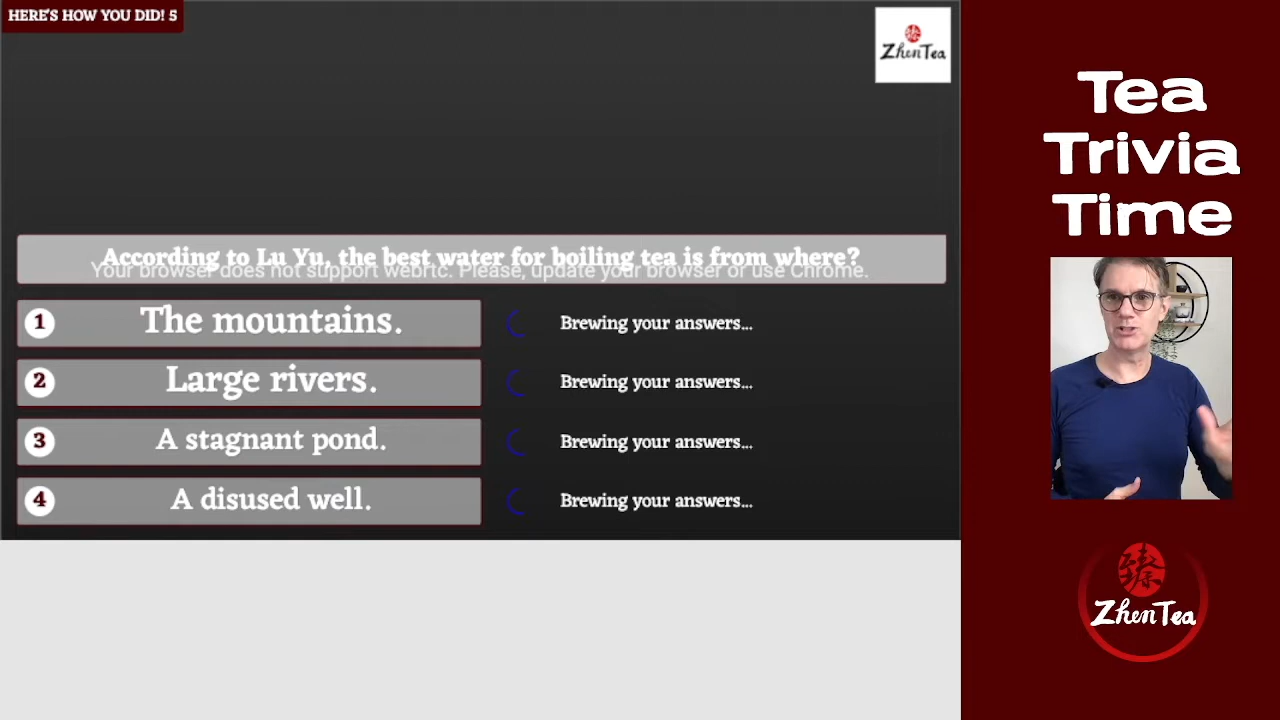 HERE'S HOW YOU DID! 5
臻
ZhenTea
According to Lu Yu, the best water for boiling tea is from where?
Your browser does not support webrtc. Please, update your browser or use Chrome.
1 The mountains. Brewing your answers...
2 Large rivers. Brewing your answers...
3 A stagnant pond. Brewing your answers...
4 A disused well. Brewing your answers...
Tea
Trivia
Time
臻
ZhenTea